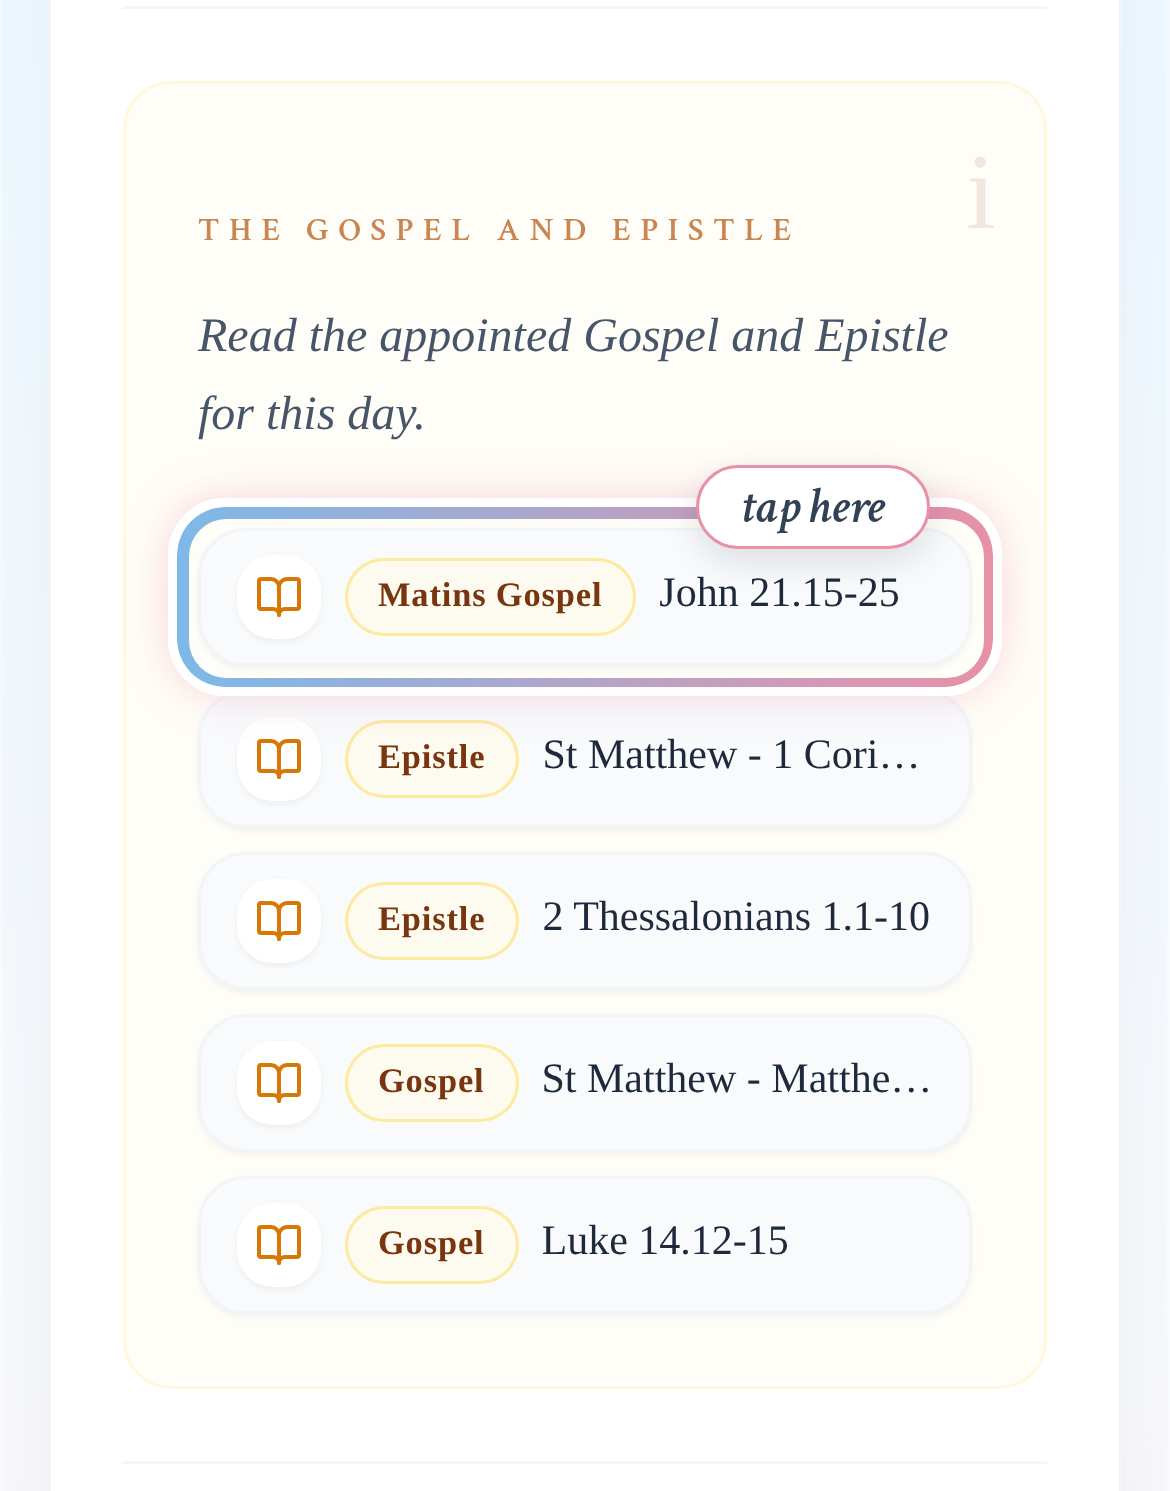 i
THE GOSPEL AND EPISTLE
Read the appointed Gospel and Epistle
for this day.
tap here
Matins Gospel John 21.15-25
Epistle St Matthew - 1 Cori…
Epistle 2 Thessalonians 1.1-10
Gospel St Matthew - Matthe…
Gospel Luke 14.12-15